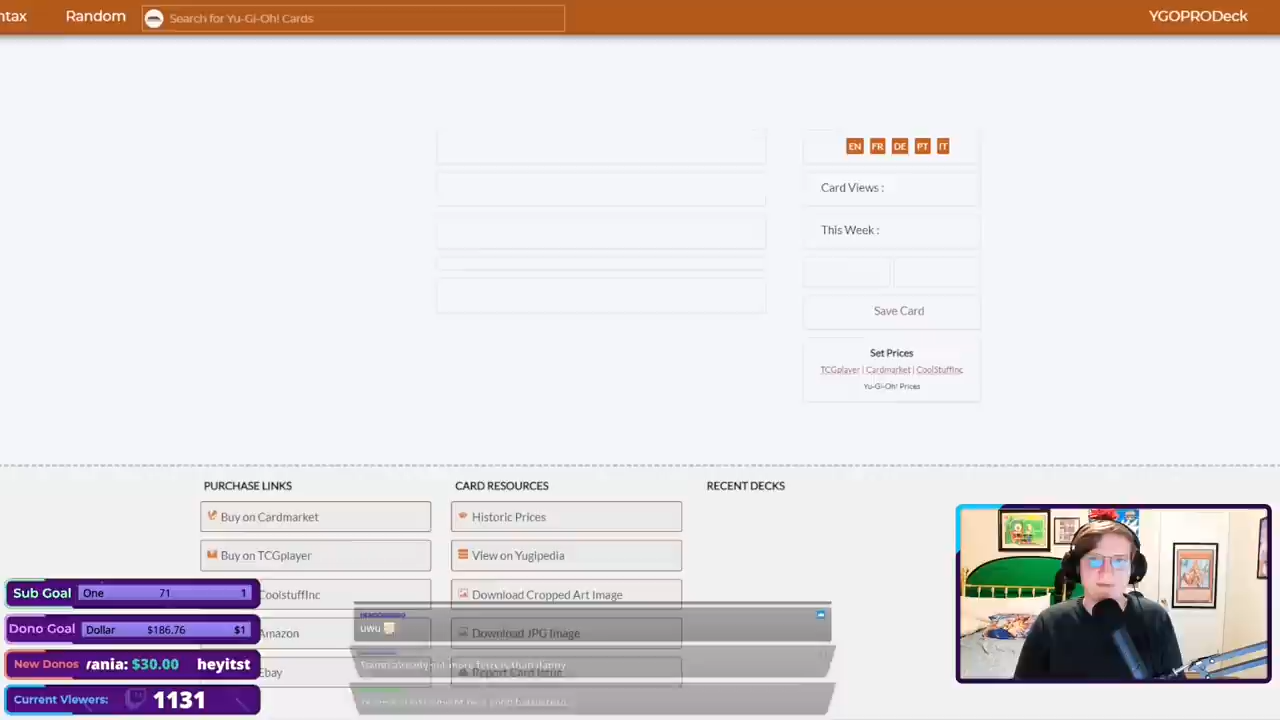 ntax Random Search for Yu-Gi-Oh! Cards YGOPRODeck
EN FR DE PT IT
Card Views :
This Week :
Save Card
Set Prices
TCGplayer | Cardmarket | CoolStuffInc
Yu-Gi-Oh! Prices
PURCHASE LINKS
Buy on Cardmarket
Buy on TCGplayer
CoolstuffInc
Amazon
Ebay
CARD RESOURCES
Historic Prices
View on Yugipedia
Download Cropped Art Image
Download JPG Image
Report Card Issue
RECENT DECKS
uwu
Sub Goal One 71 1
Dono Goal Dollar $186.76 $1
New Donos rania: $30.00 heyitst
Current Viewers: 1131